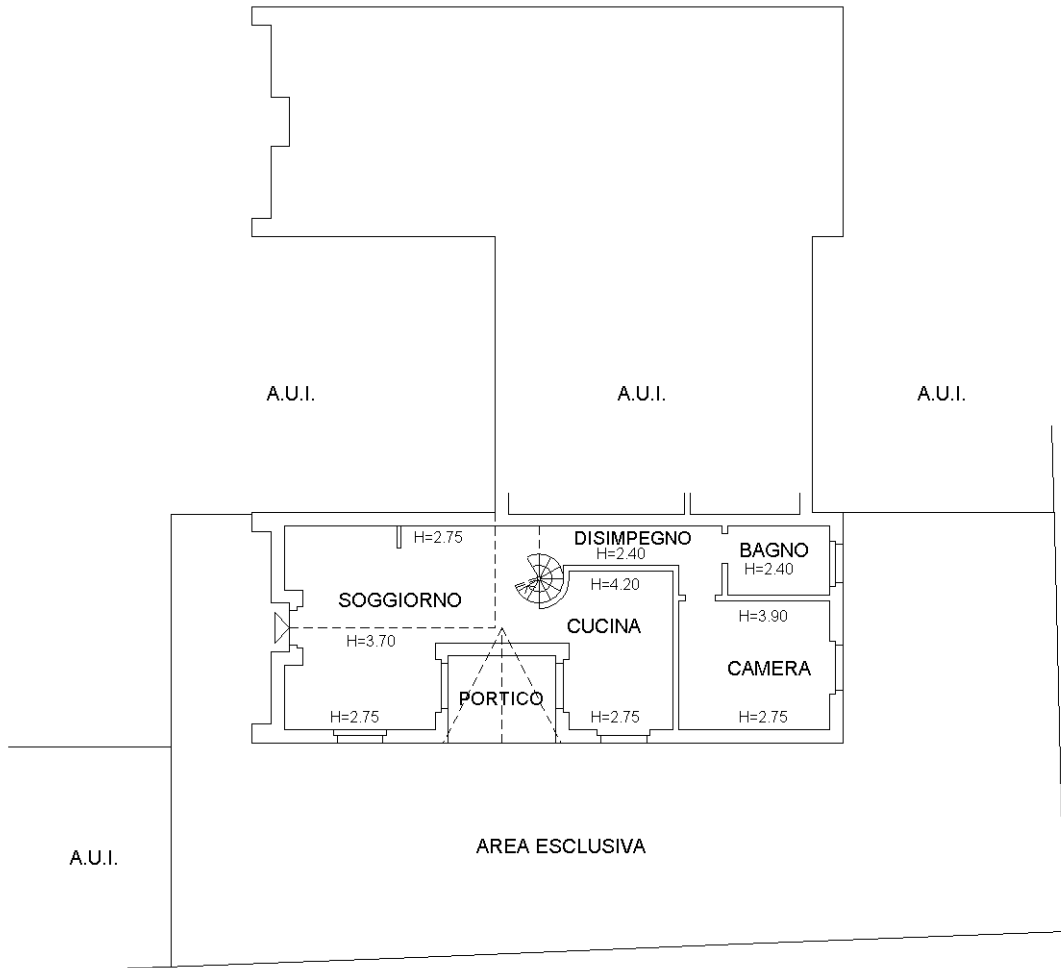 A.U.I.
A.U.I.
A.U.I.
H=2.75
DISIMPEGNO
H=2.40
BAGNO
H=2.40
H=4.20
SOGGIORNO
H=3.90
CUCINA
H=3.70
CAMERA
PORTICO
H=2.75
H=2.75
H=2.75
AREA ESCLUSIVA
A.U.I.